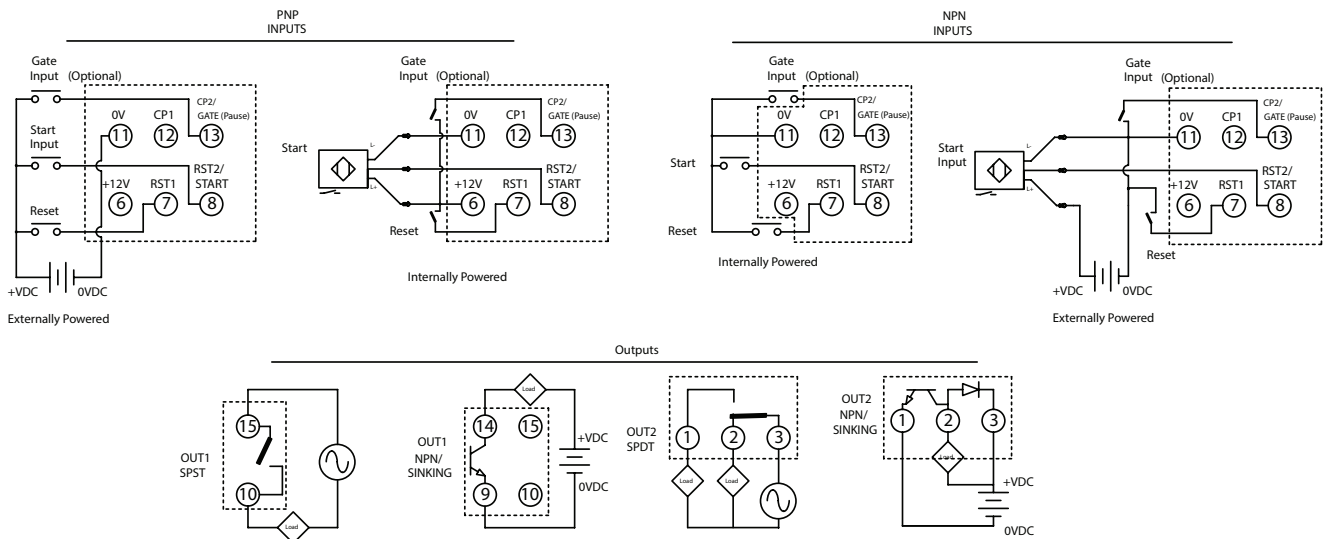 PNP
INPUTS
NPN
INPUTS
Gate
Input (Optional)
0V CP1 CP2/
GATE (Pause)
11 12 13
Start
Input
+12V RST1 RST2/
START
6 7 8
Reset
+VDC 0VDC
Externally Powered
Gate
Input (Optional)
0V CP1 CP2/
GATE (Pause)
11 12 13
Start
L-
L+
+12V RST1 RST2/
START
6 7 8
Reset
Internally Powered
Gate
Input (Optional)
0V CP1 CP2/
GATE (Pause)
11 12 13
Start
+12V RST1 RST2/
START
6 7 8
Reset
Internally Powered
Gate
Input (Optional)
0V CP1 CP2/
GATE (Pause)
11 12 13
Start
Input
L-
L+
+12V RST1 RST2/
START
6 7 8
Reset
+VDC 0VDC
Externally Powered
Outputs
15
OUT1
SPST
10
Load
Load
14 15
OUT1
NPN/
SINKING
+VDC
0VDC
9 10
OUT2
SPDT
1 2 3
Load Load
OUT2
NPN/
SINKING
1 2 3
Load
+VDC
0VDC